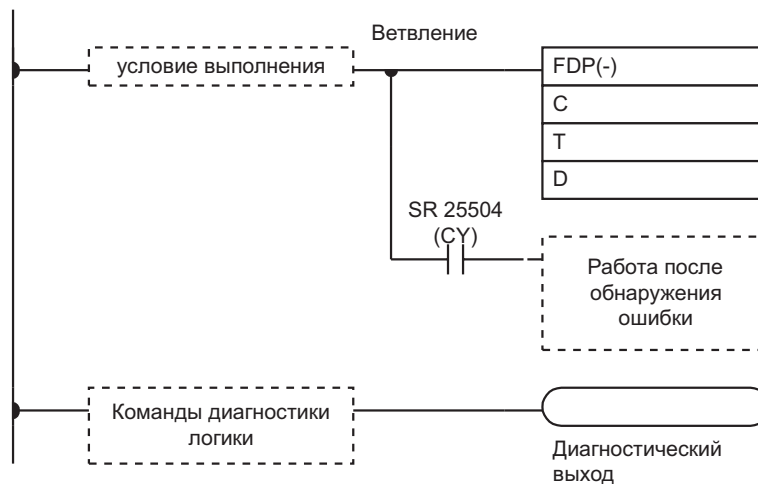 Ветвление
условие выполнения
FDP(-)
C
T
D
SR 25504
(CY)
Работа после
обнаружения
ошибки
Команды диагностики
логики
Диагностический
выход